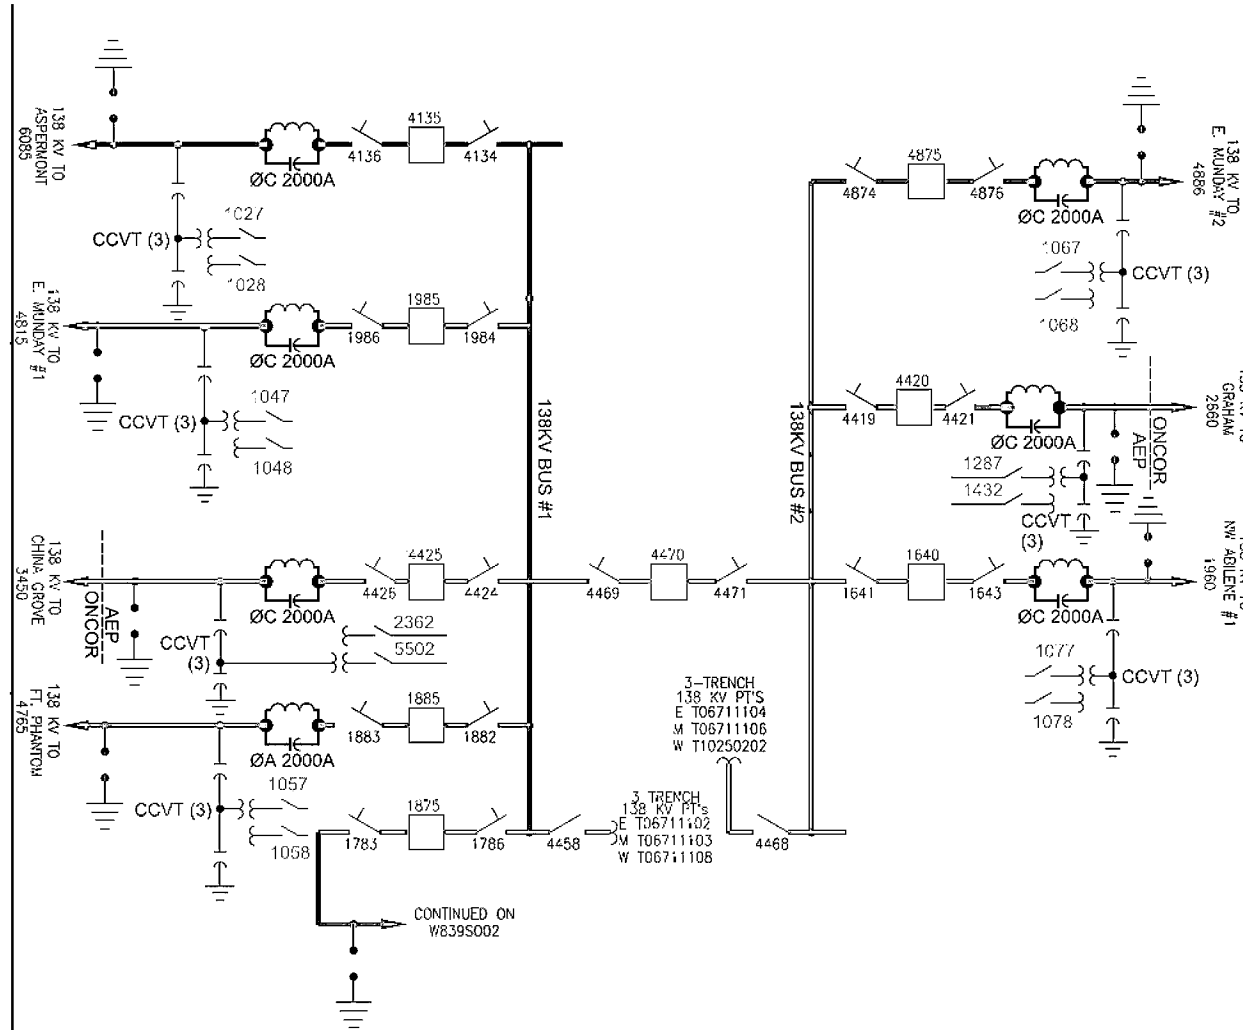 138 KV TO
ASPERMONT
6085
4135
4136
4134
ØC 2000A
CCVT (3)
1027
1028
138 KV TO
E. MUNDAY #1
4815
1985
1986
1984
ØC 2000A
CCVT (3)
1047
1048
138KV BUS #1
138 KV TO
CHINA GROVE
3450
AEP
ONCOR
4425
4426
4424
ØC 2000A
CCVT
(3)
2362
5502
4470
4469
4471
138 KV TO
FT. PHANTOM
4765
1885
1883
1882
ØA 2000A
CCVT (3)
1057
1058
1875
1783
1786
4458
CONTINUED ON
W839S002
3 TRENCH
138 KV PT's
E T06711102
M T06711103
W T06711108
3-TRENCH
138 KV PT'S
E T06711104
M T06711106
W T10250202
4468
138KV BUS #2
4875
4874
4876
ØC 2000A
138 KV TO
E. MUNDAY #2
4886
1067
1068
CCVT (3)
4420
4419
4421
ØC 2000A
GRAHAM
2660
ONCOR
AEP
1287
1432
CCVT
(3)
1640
1641
1643
ØC 2000A
NW ABILENE #1
1960
1077
1078
CCVT (3)